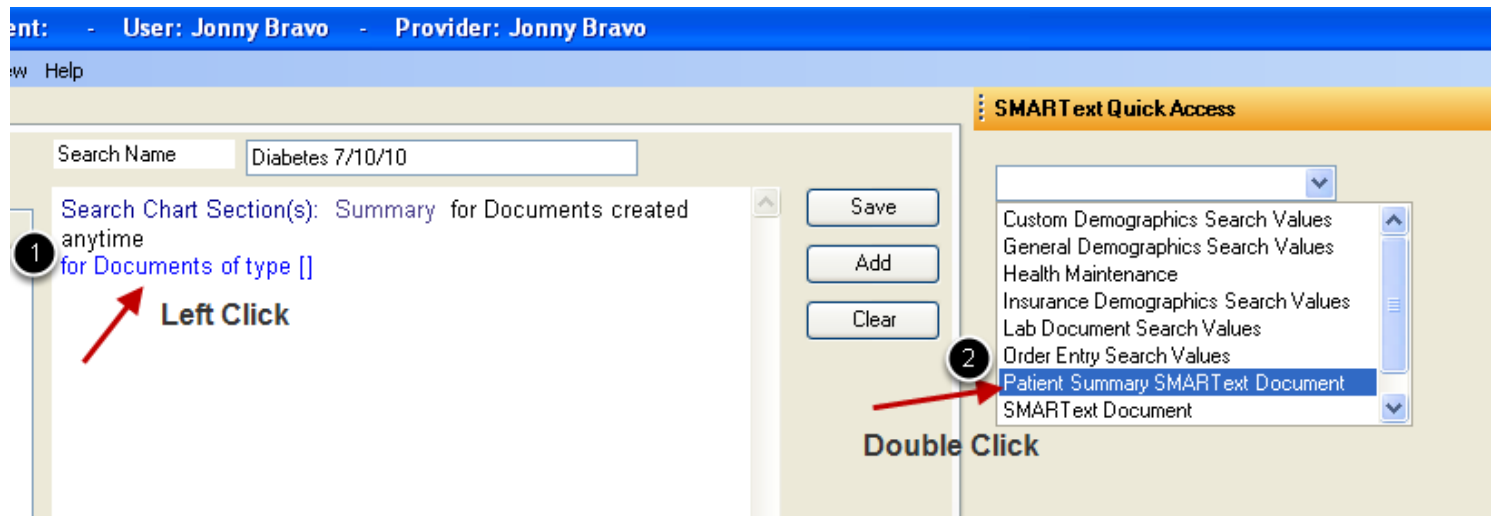 ent: - User: Jonny Bravo - Provider: Jonny Bravo
ew Help
SMARText Quick Access
Search Name Diabetes 7/10/10
Search Chart Section(s): Summary for Documents created
anytime
1
for Documents of type []
Left Click
Save
Add
Clear
Custom Demographics Search Values
General Demographics Search Values
Health Maintenance
Insurance Demographics Search Values
Lab Document Search Values
Order Entry Search Values
2
Patient Summary SMARText Document
SMARText Document
Double Click